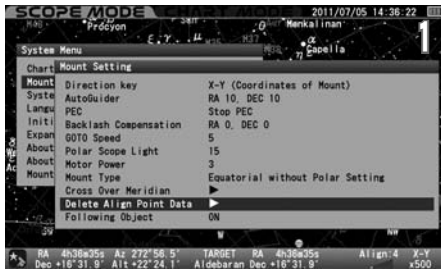 SCOPE MODE CHART MODE 2011/07/05 14:36:22
M48 Procyon Menkalinan 1
ε γ μ M37 α
M38 η Capella
System Menu
Chart Mount Setting
Mount Direction key X-Y (Coordinates of Mount)
Syste AutoGuider RA 10, DEC 10
Langu PEC Stop PEC
Initi Backlash Compensation RA 0, DEC 0
Expan GOTO Speed 5
About Polar Scope Light 15
About Motor Power 3
Mount Mount Type Equatorial without Polar Setting
Cross Over Meridian ▶
Delete Align Point Data ▶
Following Object ON
W NW
RA 4h36m35s Az 272°56.5' TARGET RA 4h36m35s Align:4 X-Y
Dec +16°31.9' Alt +22°24.1' Aldebaran Dec +16°31.9' x500